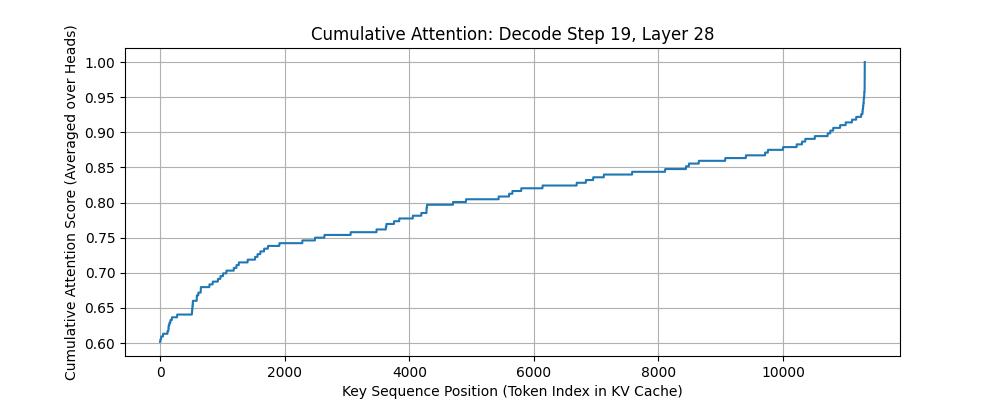 Cumulative Attention: Decode Step 19, Layer 28
Cumulative Attention Score (Averaged over Heads)
1.00
0.95
0.90
0.85
0.80
0.75
0.70
0.65
0.60
0 2000 4000 6000 8000 10000
Key Sequence Position (Token Index in KV Cache)